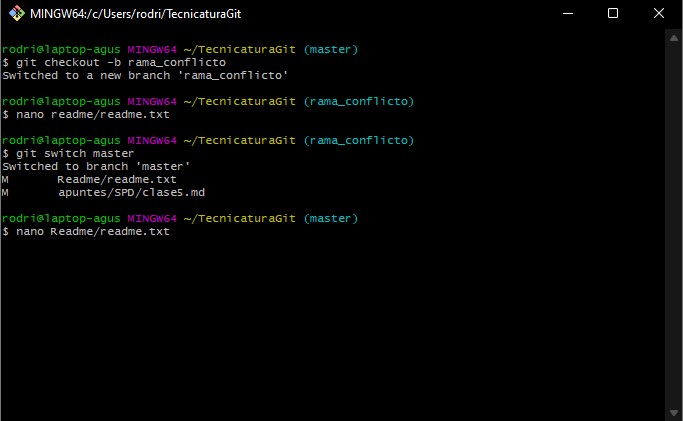 MINGW64:/c/Users/rodri/TecnicaturaGit
rodri@laptop-agus MINGW64 ~/TecnicaturaGit (master)
$ git checkout -b rama_conflicto
Switched to a new branch 'rama_conflicto'
rodri@laptop-agus MINGW64 ~/TecnicaturaGit (rama_conflicto)
$ nano readme/readme.txt
rodri@laptop-agus MINGW64 ~/TecnicaturaGit (rama_conflicto)
$ git switch master
Switched to branch 'master'
M       Readme/readme.txt
M       apuntes/SPD/clase5.md
rodri@laptop-agus MINGW64 ~/TecnicaturaGit (master)
$ nano Readme/readme.txt